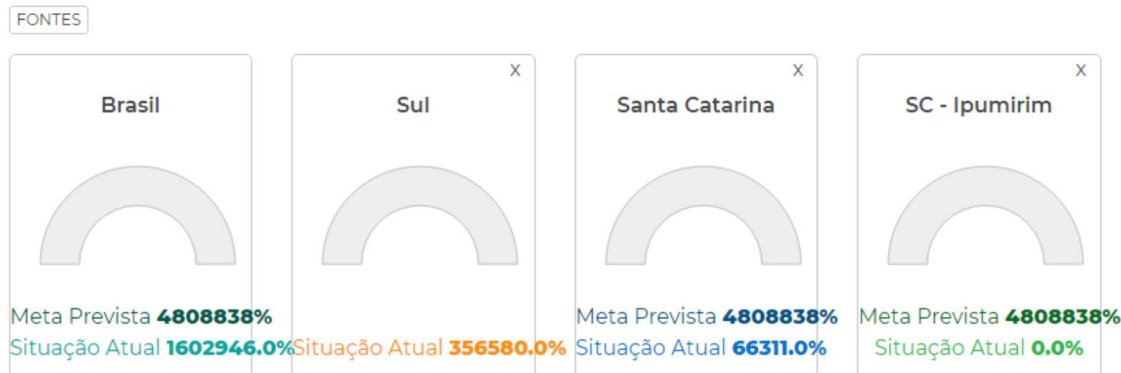 FONTES
X
X
X
Brasil
Sul
Santa Catarina
SC - Ipumirim
Meta Prevista 4808838%
Meta Prevista 4808838%
Meta Prevista 4808838%
Situação Atual 1602946.0%
Situação Atual 356580.0%
Situação Atual 66311.0%
Situação Atual 0.0%